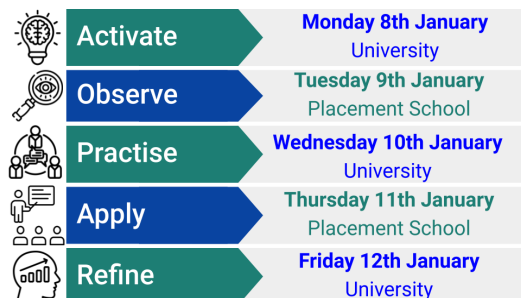 Activate
Monday 8th January
University
Observe
Tuesday 9th January
Placement School
Practise
Wednesday 10th January
University
Apply
Thursday 11th January
Placement School
Refine
Friday 12th January
University